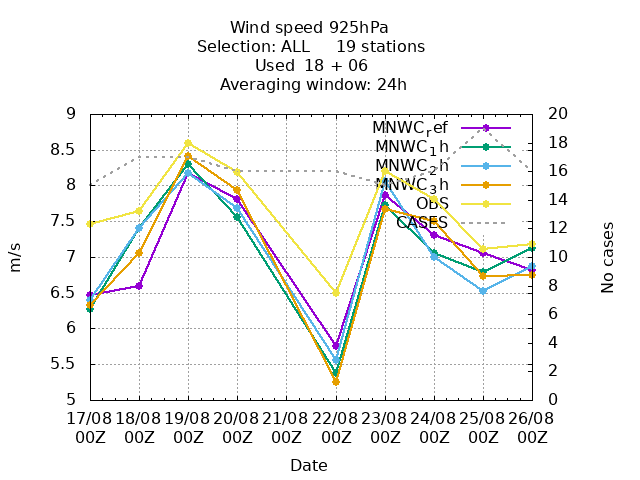 Wind speed 925hPa
Selection: ALL 19 stations
Used 18 + 06
Averaging window: 24h
9
8.5
8
7.5
7
6.5
6
5.5
5
m/s
20
18
16
14
12
10
8
6
4
2
0
No cases
MNWC_ref
MNWC_1h
MNWC_2h
MNWC_3h
ObS
CASES
17/08 18/08 19/08 20/08 21/08 22/08 23/08 24/08 25/08 26/08
00Z 00Z 00Z 00Z 00Z 00Z 00Z 00Z 00Z 00Z
Date